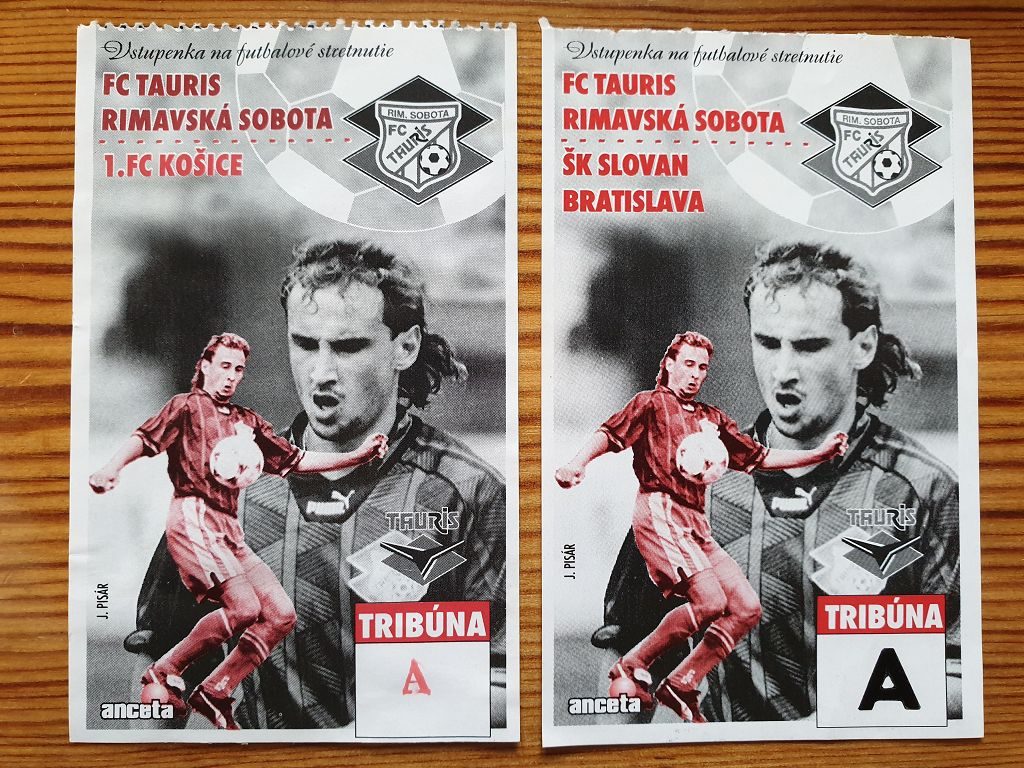 Vstupenka na futbalové stretnutie
FC TAURIS
RIMAVSKÁ SOBOTA
1.FC KOŠICE
RIM. SOBOTA
FC
TAURIS
PUMA
TAURIS
J. PISÁR
TRIBÚNA
A
anceta
Vstupenka na futbalové stretnutie
FC TAURIS
RIMAVSKÁ SOBOTA
ŠK SLOVAN
BRATISLAVA
RIM. SOBOTA
FC
TAURIS
PUMA
TAURIS
J. PISÁR
TRIBÚNA
A
anceta